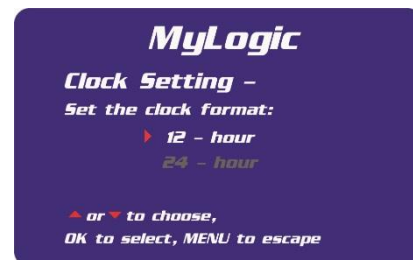 MyLogic
Clock Setting –
Set the clock format:
12 – hour
24 – hour
▲ or ▼ to choose,
OK to select, MENU to escape